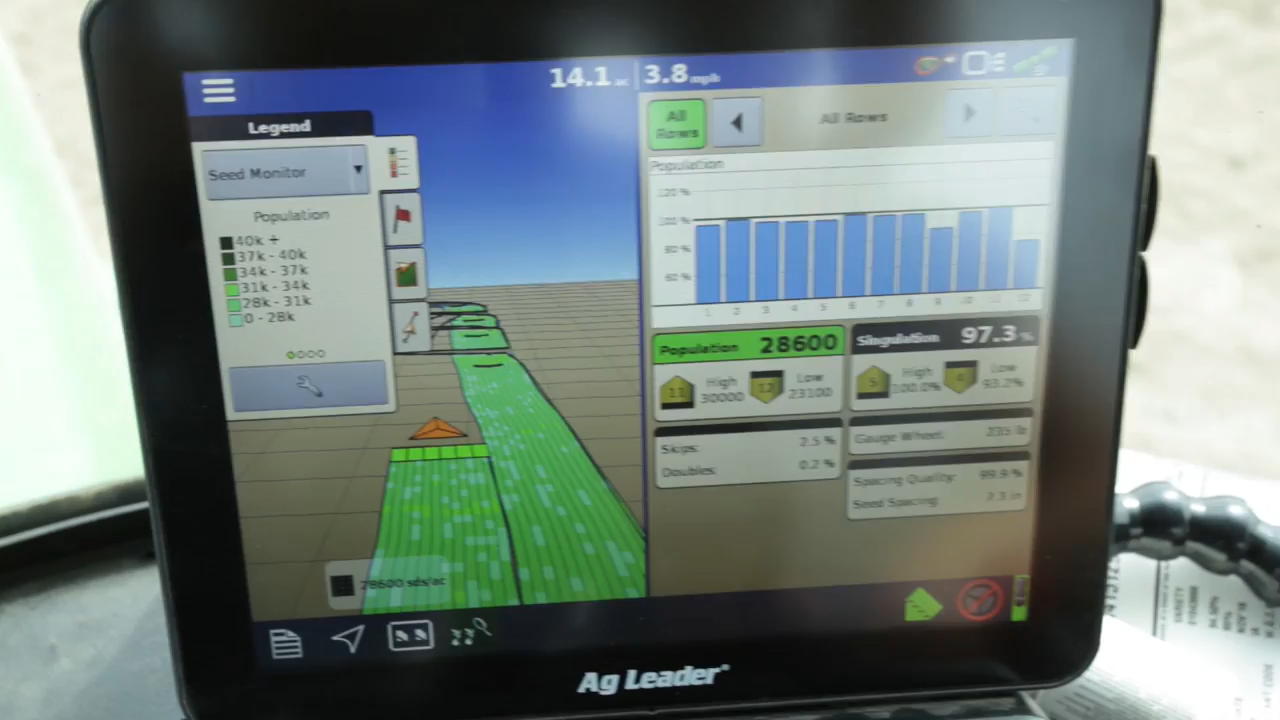 14.1 ac
3.8 mph
Legend
Seed Monitor
Population
40k +
37k - 40k
34k - 37k
31k - 34k
28k - 31k
0 - 28k
28600 sds/ac
All Rows
All Rows
Population
120 %
100 %
80 %
60 %
1 2 3 4 5 6 7 8 9 10 11 12
Population 28600
11 High 30000 12 Low 23100
Singulation 97.3 %
5 High 100.0% Low 93.2%
Skips: 2.5 %
Doubles: 0.2 %
Gauge Wheel: lb
Spacing Quality: 99.9 %
Seed Spacing: in
Ag Leader
VARIETY